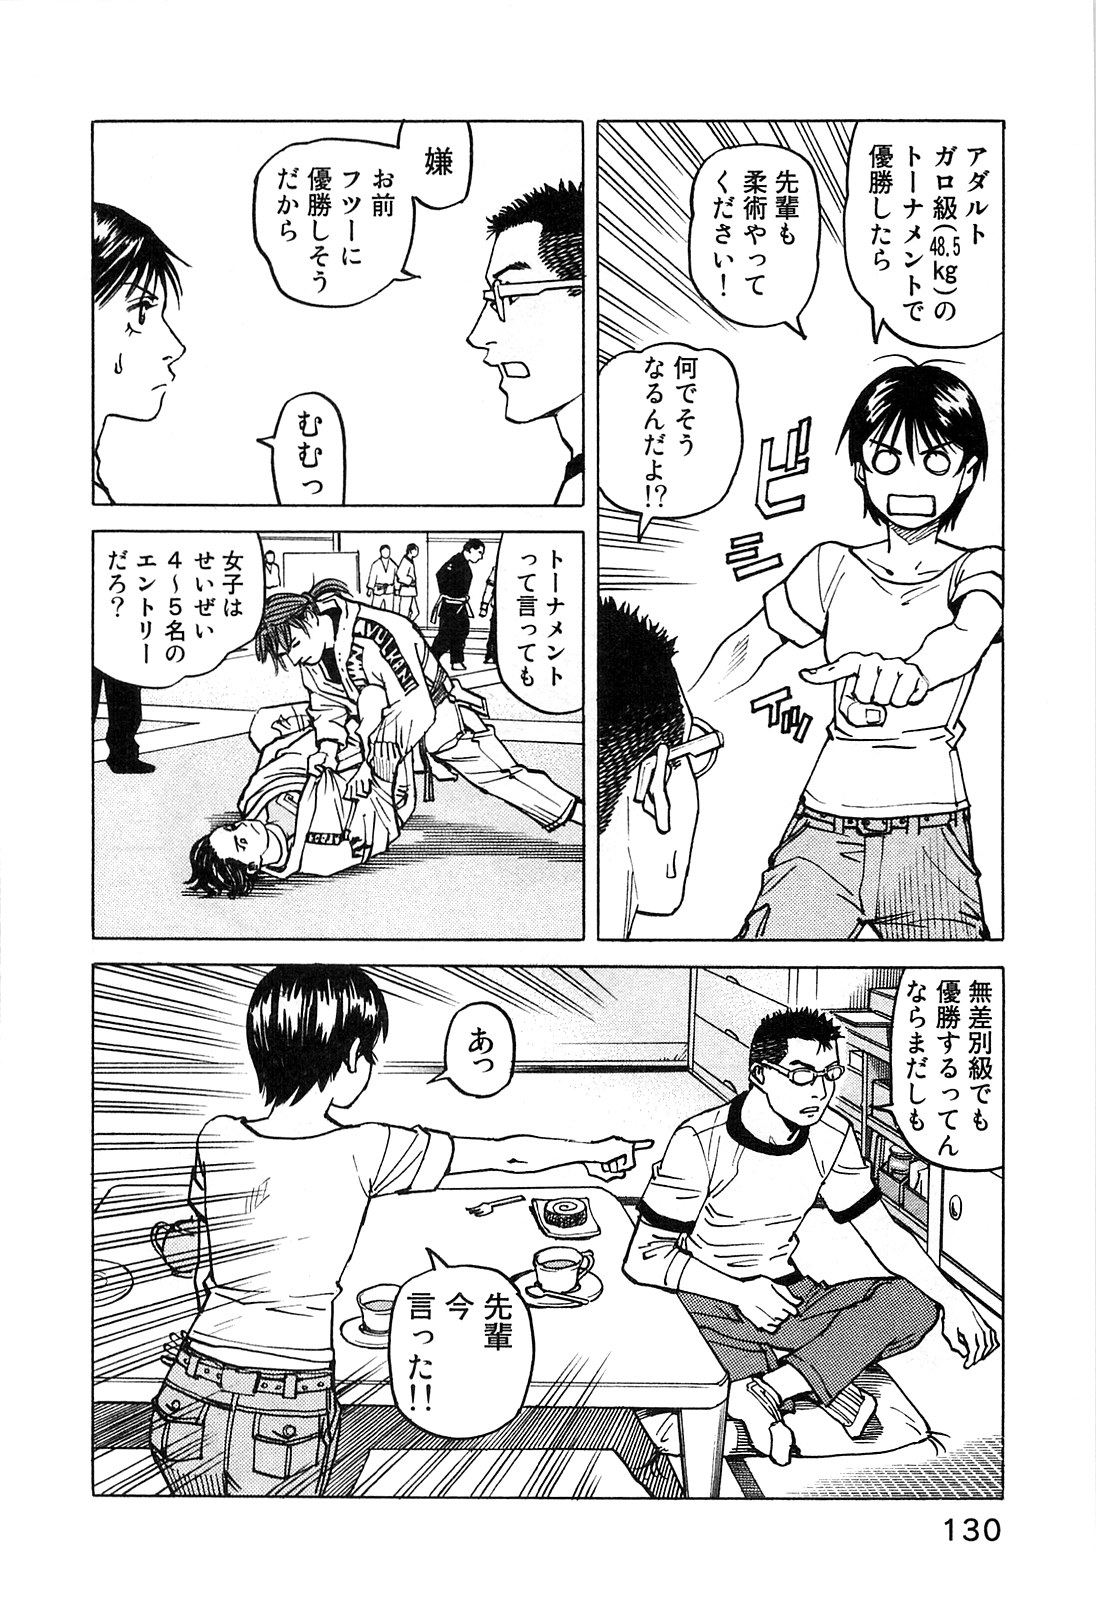 アダルト
ガロ級(48.5kg)の
トーナメントで
優勝したら
先輩も
柔術やって
ください!
何でそう
なるんだよ!?
ビビ
ミイッ
嫌
お前
フツーに
優勝しそう
だから
むむっ
トーナメント
って言っても
女子は
せいぜい
4〜5名の
エントリー
だろ?
無差別級でも
優勝するってん
ならまだしも
あっ
先輩
今
言った!!
130